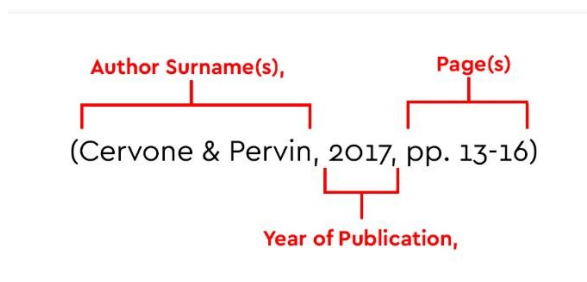 Author Surname(s), Page(s)
(Cervone & Pervin, 2017, pp. 13-16)
Year of Publication,